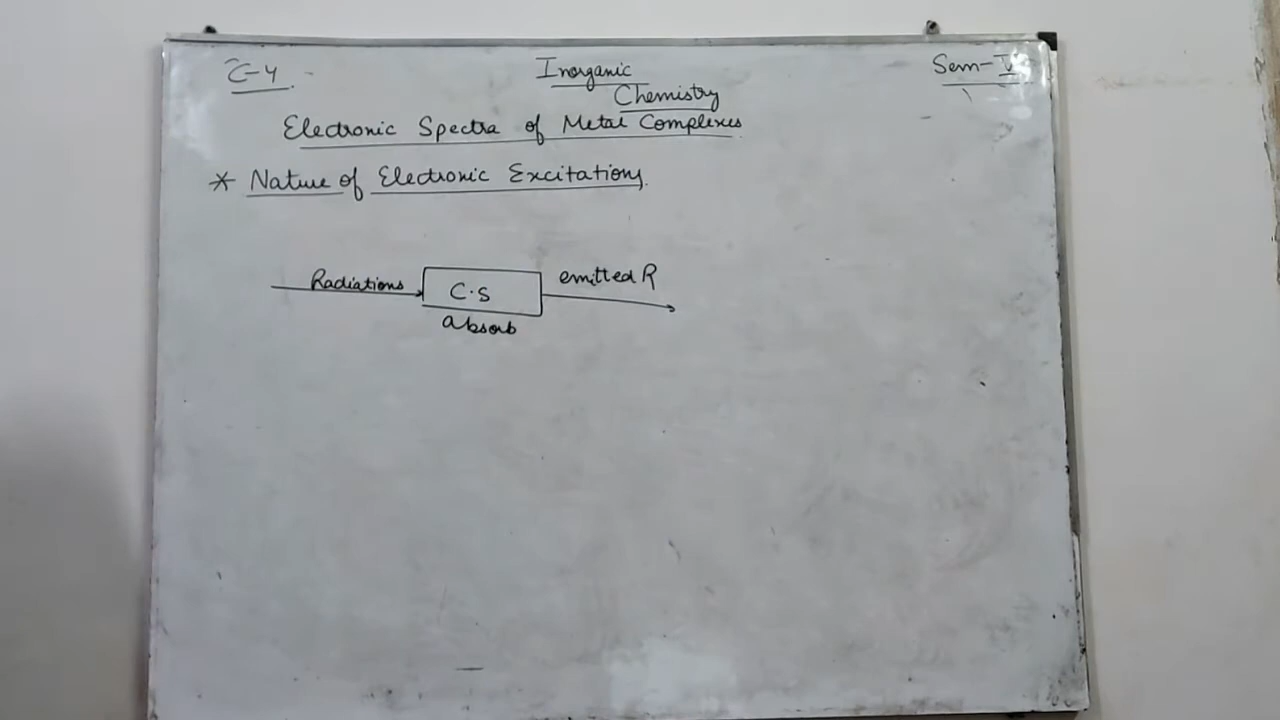 C-4
Inorganic
Chemistry
Sem-V
Electronic Spectra of Metal Complexes
* Nature of Electronic Excitations
Radiations
C.S
absorb
emitted R